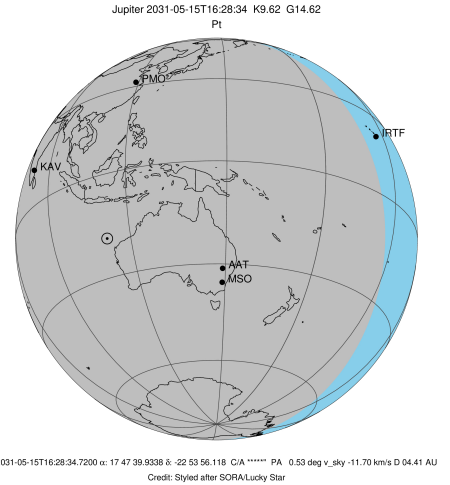 Jupiter 2031-05-15T16:28:34 K9.62 G14.62
Pt
PMO
IRTF
KAV
AAT
MSO
031-05-15T16:28:34.7200 α: 17 47 39.9338 δ: -22 53 56.118 C/A *****" PA 0.53 deg v_sky -11.70 km/s D 04.41 AU
Credit: Styled after SORA/Lucky Star